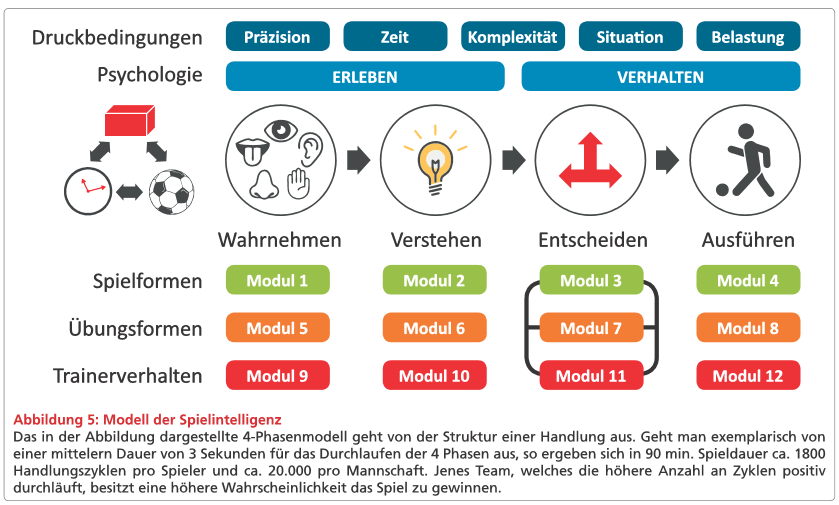 Druckbedingungen Präzision Zeit Komplexität Situation Belastung
Psychologie ERLEBEN VERHALTEN
Wahrnehmen Verstehen Entscheiden Ausführen
Spielformen Modul 1 Modul 2 Modul 3 Modul 4
Übungsformen Modul 5 Modul 6 Modul 7 Modul 8
Trainerverhalten Modul 9 Modul 10 Modul 11 Modul 12
Abbildung 5: Modell der Spielintelligenz
Das in der Abbildung dargestellte 4-Phasenmodell geht von der Struktur einer Handlung aus. Geht man exemplarisch von
einer mittelern Dauer von 3 Sekunden für das Durchlaufen der 4 Phasen aus, so ergeben sich in 90 min. Spieldauer ca. 1800
Handlungszyklen pro Spieler und ca. 20.000 pro Mannschaft. Jenes Team, welches die höhere Anzahl an Zyklen positiv
durchläuft, besitzt eine höhere Wahrscheinlichkeit das Spiel zu gewinnen.